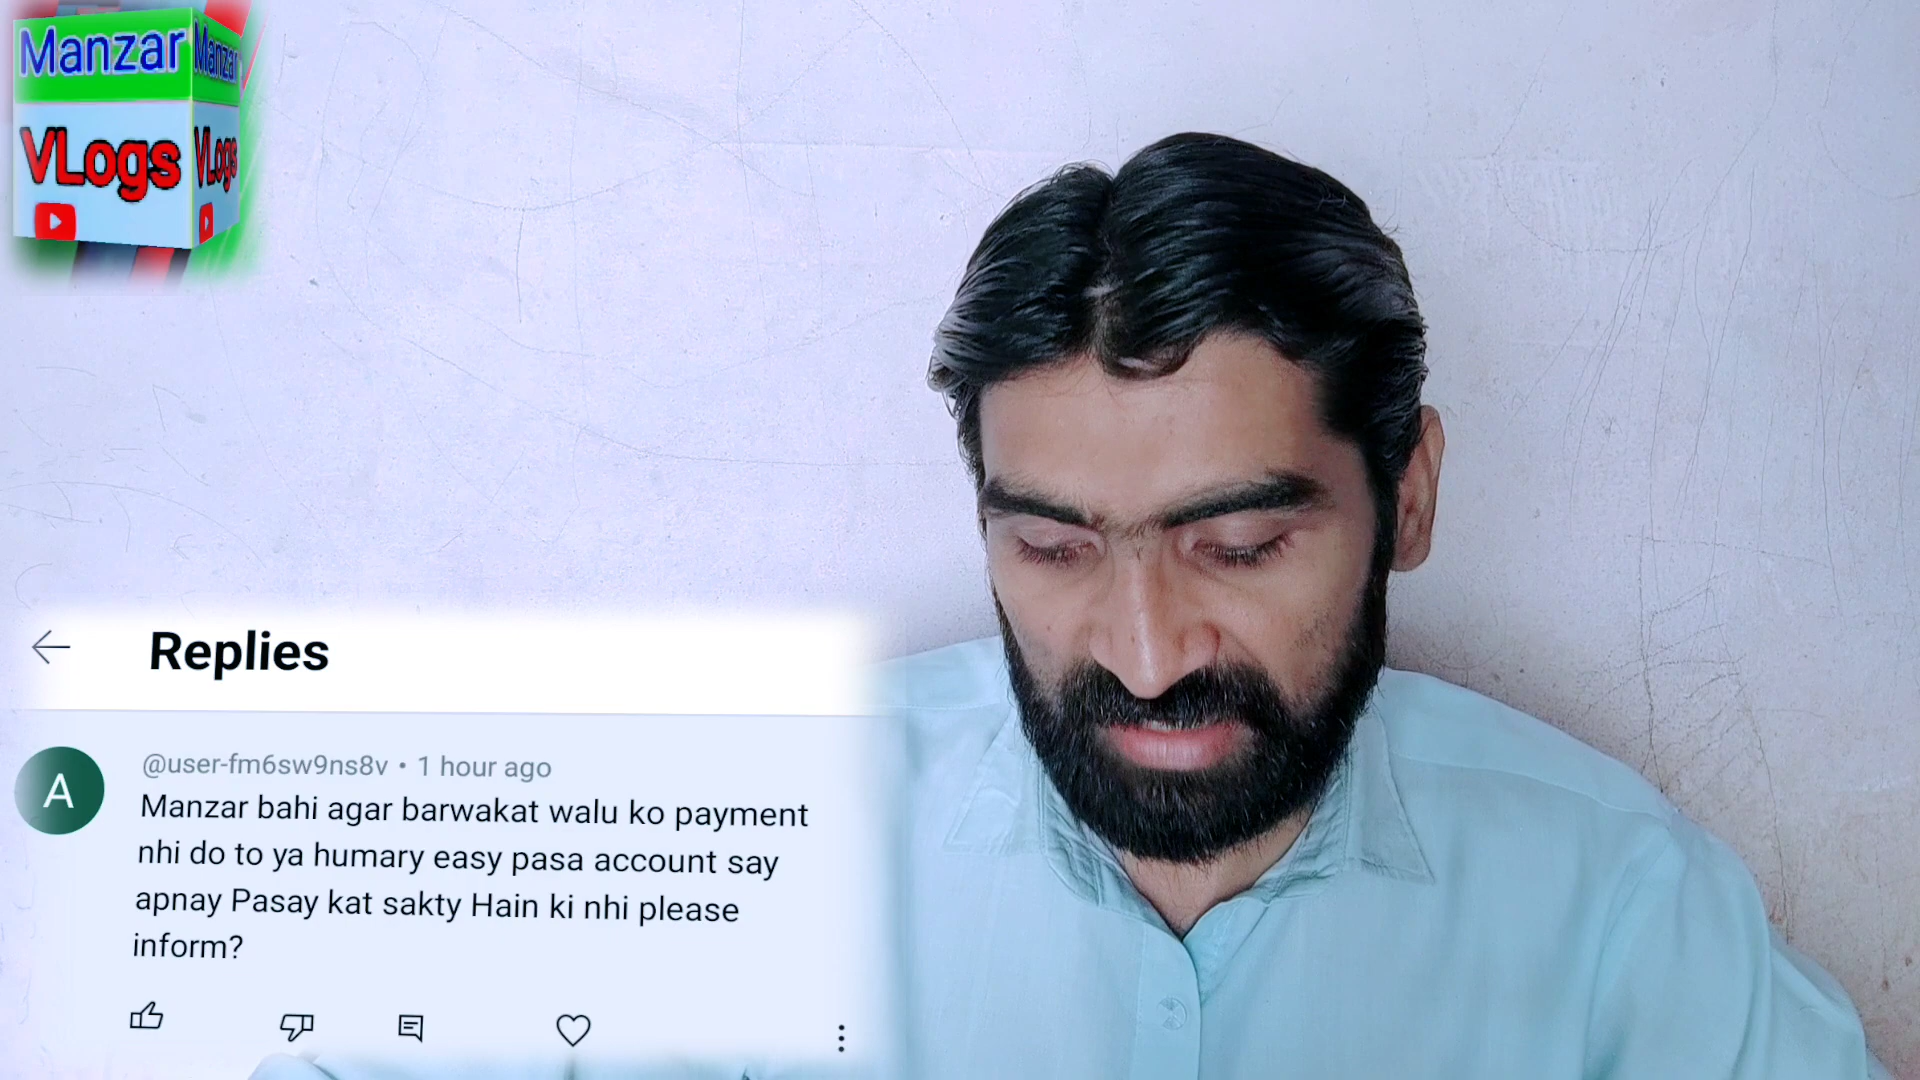 Manzar
Manzar
VLogs
VLogs
Replies
A
@user-fm6sw9ns8v • 1 hour ago
Manzar bahi agar barwakat walu ko payment
nhi do to ya humary easy pasa account say
apnay Pasay kat sakty Hain ki nhi please
inform?